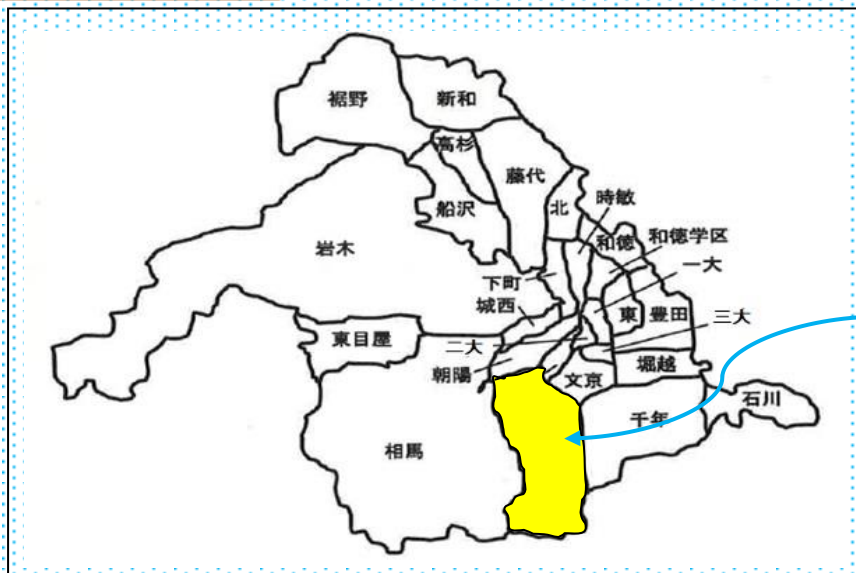 裾野
新和
高杉
藤代
船沢
北
時敏
岩木
和徳
和徳学区
下町
一大
城西
東
豊田
三大
東目屋
二大
朝陽
文京
堀越
石川
千年
相馬